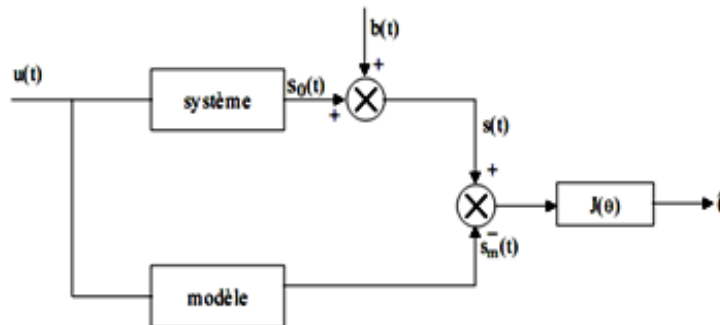 b(t)
+
u(t)
système
s₀(t)
+
s(t)
+
J(θ)
−
sₘ(t)
modèle